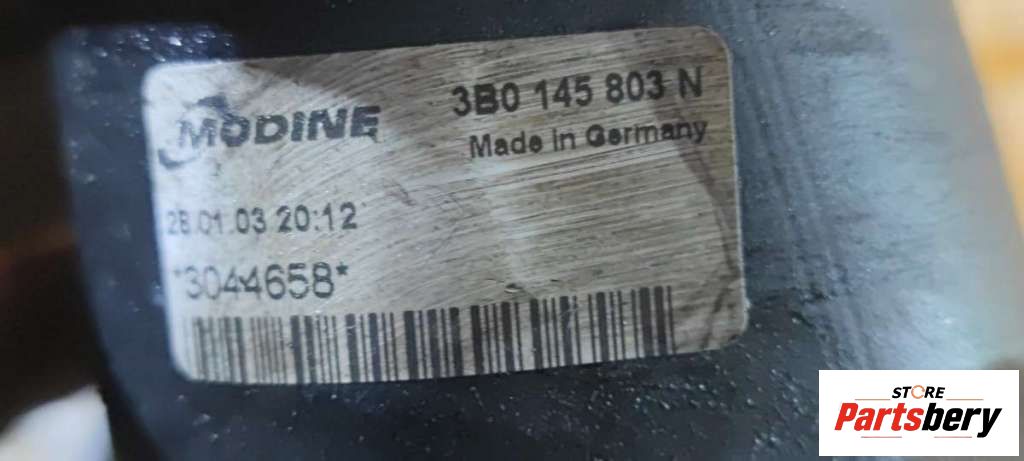 MODINE
3B0 145 803 N
Made in Germany
28.01.03 20:12
*3044658*
STORE
Partsbery